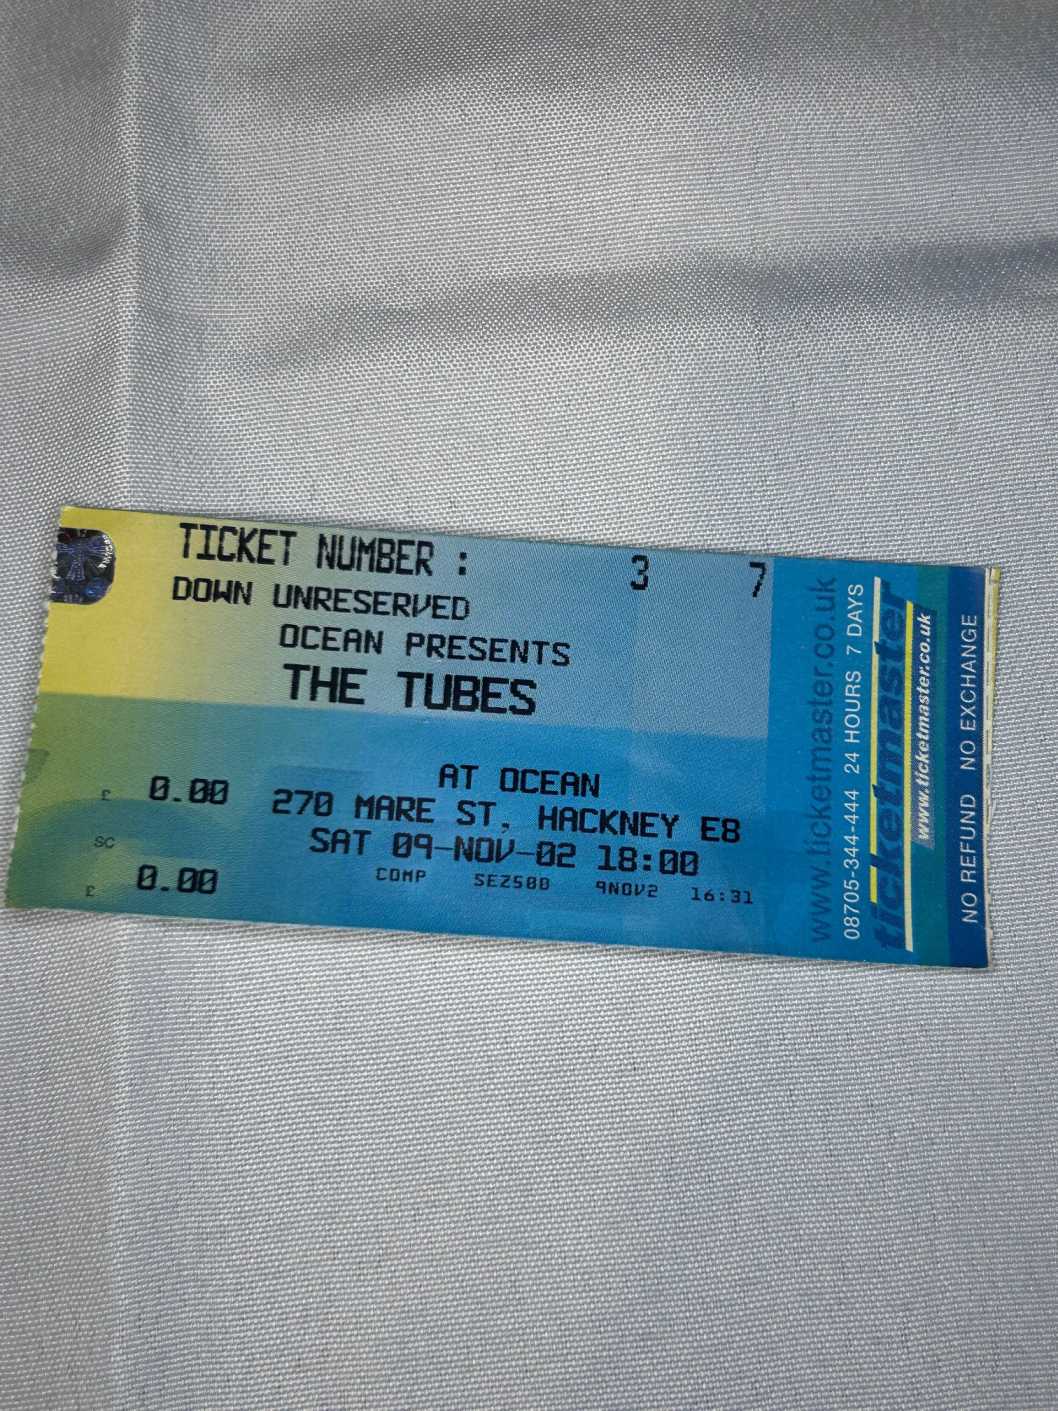 TICKET NUMBER : 3 7
DOWN UNRESERVED
OCEAN PRESENTS
THE TUBES
AT OCEAN
£ 0.00 270 MARE ST, HACKNEY E8
SC SAT 09-NOV-02 18:00
£ 0.00 COMP SEZ500 9NOV2 16:31
www.ticketmaster.co.uk
08705-344-444 24 HOURS 7 DAYS
ticketmaster
www.ticketmaster.co.uk
NO REFUND NO EXCHANGE